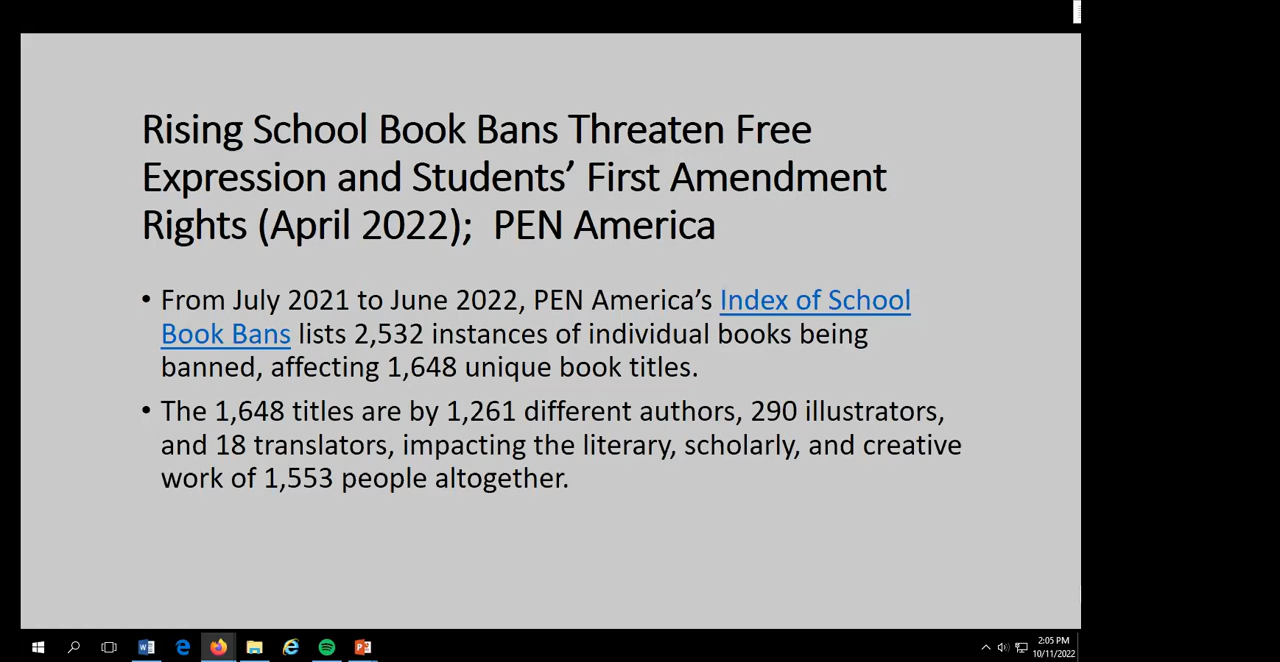 Rising School Book Bans Threaten Free
Expression and Students’ First Amendment
Rights (April 2022);  PEN America
• From July 2021 to June 2022, PEN America’s Index of School
Book Bans lists 2,532 instances of individual books being
banned, affecting 1,648 unique book titles.
• The 1,648 titles are by 1,261 different authors, 290 illustrators,
and 18 translators, impacting the literary, scholarly, and creative
work of 1,553 people altogether.
2:05 PM
10/11/2022